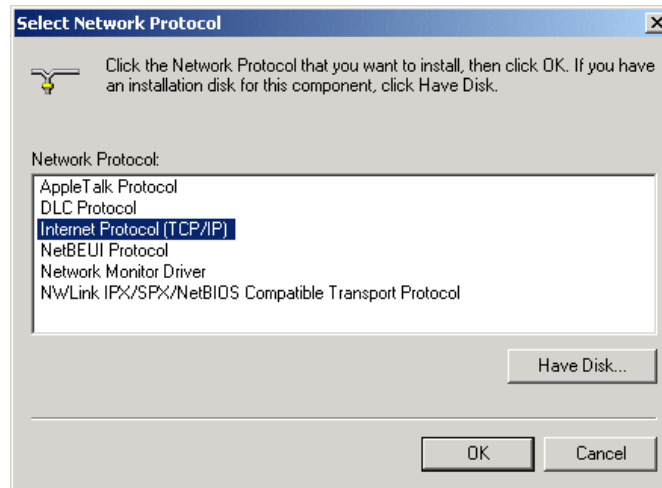 Select Network Protocol
Click the Network Protocol that you want to install, then click OK. If you have
an installation disk for this component, click Have Disk.
Network Protocol:
AppleTalk Protocol
DLC Protocol
Internet Protocol (TCP/IP)
NetBEUI Protocol
Network Monitor Driver
NWLink IPX/SPX/NetBIOS Compatible Transport Protocol
Have Disk...
OK
Cancel